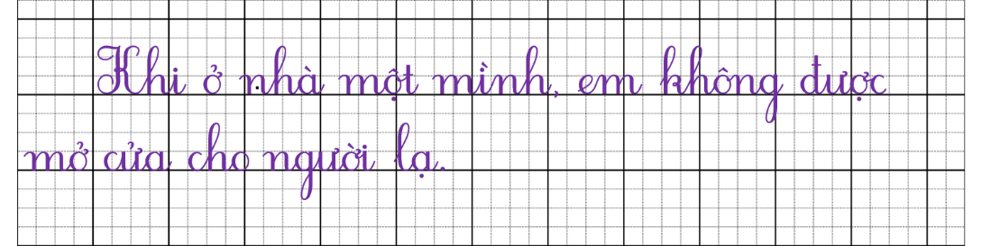 Khi ở nhà một mình, em không được
mở cửa cho người lạ.